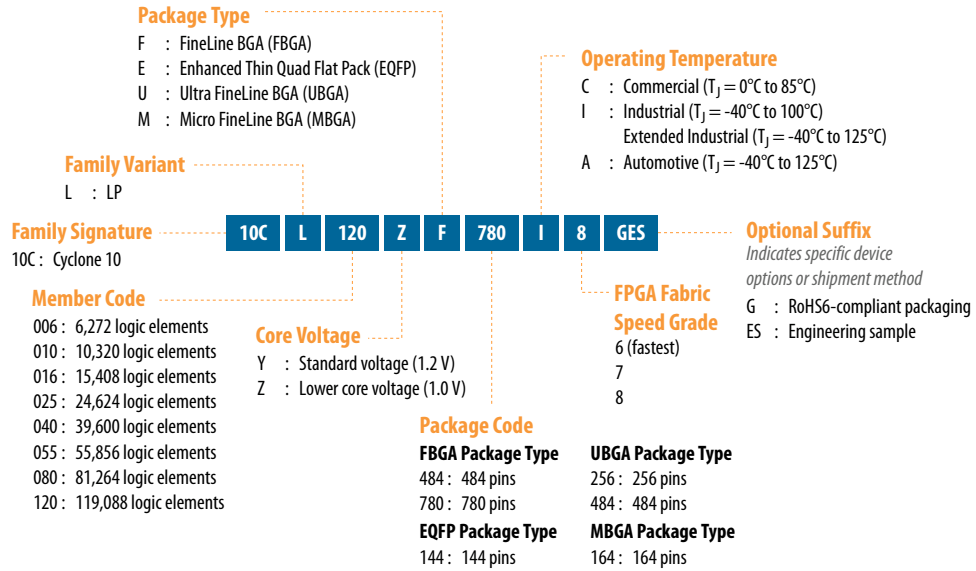 Package Type
F : FineLine BGA (FBGA)
E : Enhanced Thin Quad Flat Pack (EQFP)
U : Ultra FineLine BGA (UBGA)
M : Micro FineLine BGA (MBGA)
Operating Temperature
C : Commercial (TJ = 0°C to 85°C)
I : Industrial (TJ = -40°C to 100°C)
Extended Industrial (TJ = -40°C to 125°C)
A : Automotive (TJ = -40°C to 125°C)
Family Variant
L : LP
Family Signature
10C : Cyclone 10
10C L 120 Z F 780 I 8 GES
Optional Suffix
Indicates specific device
options or shipment method
G : RoHS6-compliant packaging
ES : Engineering sample
Member Code
006 : 6,272 logic elements
010 : 10,320 logic elements
016 : 15,408 logic elements
025 : 24,624 logic elements
040 : 39,600 logic elements
055 : 55,856 logic elements
080 : 81,264 logic elements
120 : 119,088 logic elements
Core Voltage
Y : Standard voltage (1.2 V)
Z : Lower core voltage (1.0 V)
FPGA Fabric
Speed Grade
6 (fastest)
7
8
Package Code
FBGA Package Type
484 : 484 pins
780 : 780 pins
EQFP Package Type
144 : 144 pins
UBGA Package Type
256 : 256 pins
484 : 484 pins
MBGA Package Type
164 : 164 pins